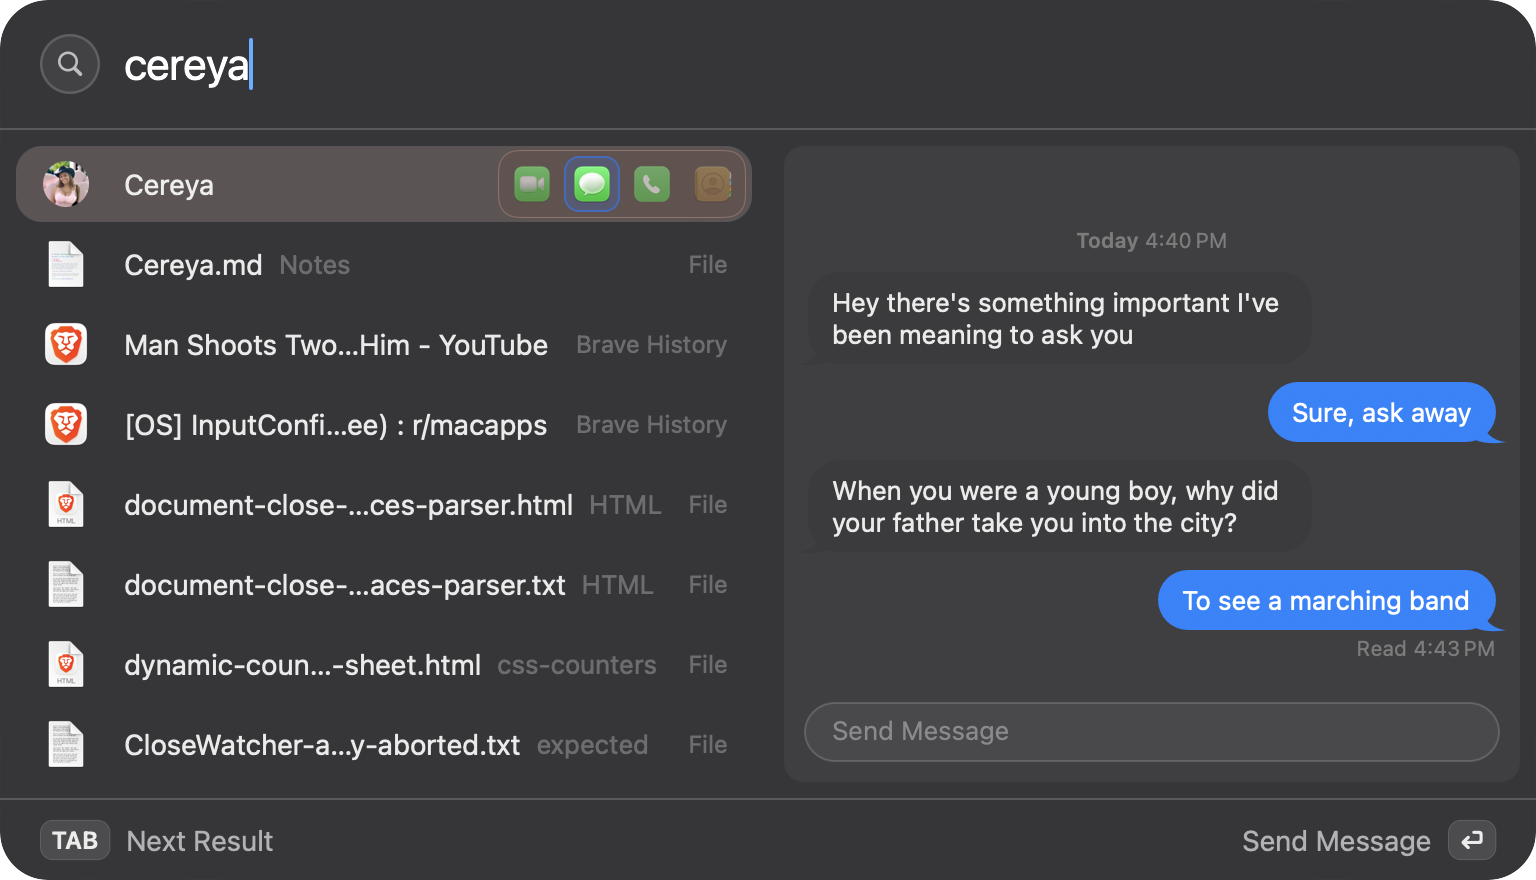 cereya
Cereya
Cereya.md Notes File
Man Shoots Two...Him - YouTube Brave History
[OS] InputConfi...ee) : r/macapps Brave History
document-close-...ces-parser.html HTML File
document-close-...aces-parser.txt HTML File
dynamic-coun...-sheet.html css-counters File
CloseWatcher-a...y-aborted.txt expected File
Today 4:40 PM
Hey there's something important I've
been meaning to ask you
Sure, ask away
When you were a young boy, why did
your father take you into the city?
To see a marching band
Read 4:43 PM
Send Message
TAB Next Result
Send Message